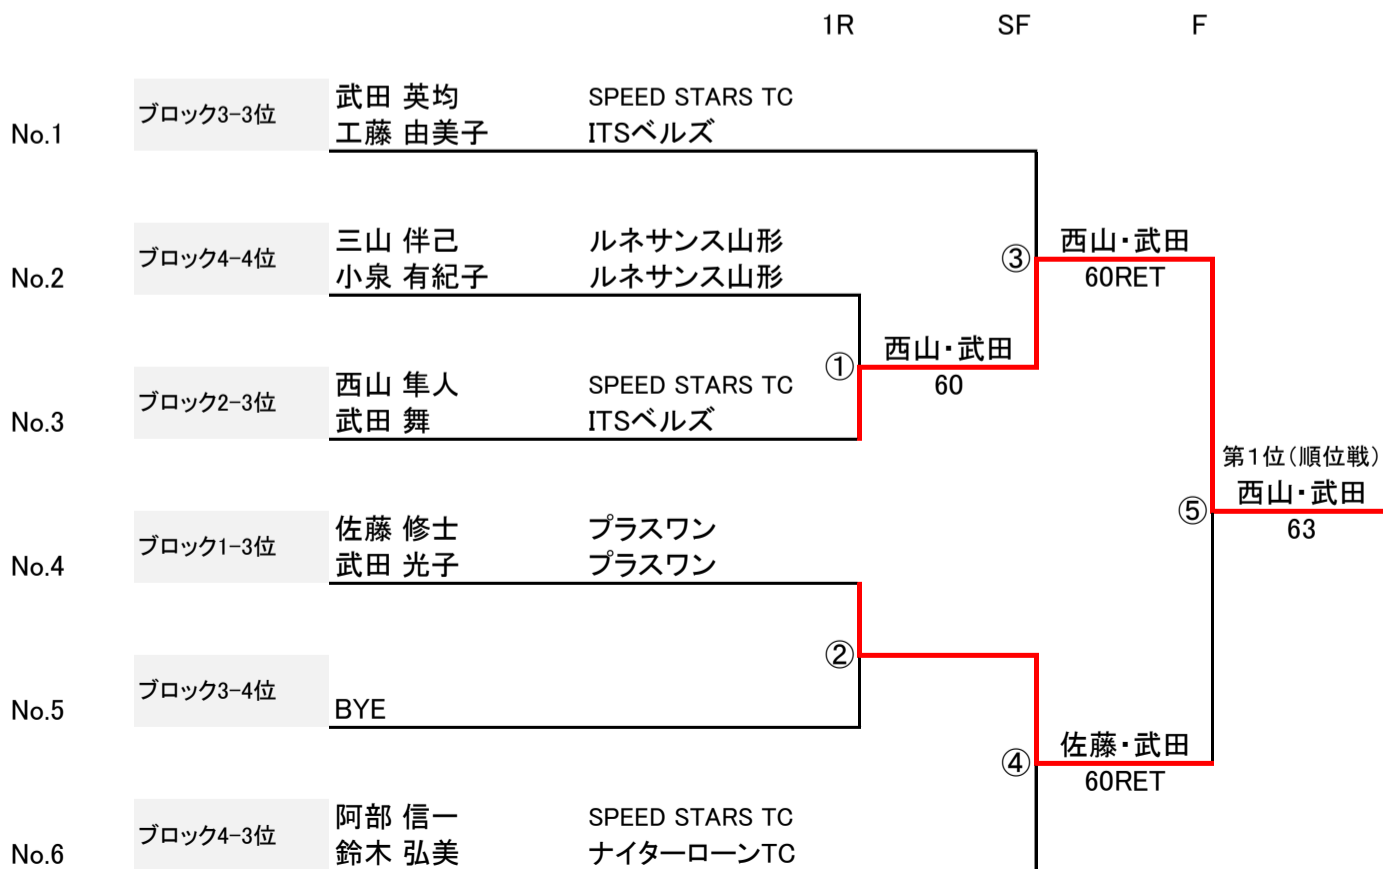 1R SF F
ブロック3-3位 武田 英均 SPEED STARS TC
No.1 工藤 由美子 ITSベルズ
ブロック4-4位 三山 伴己 ルネサンス山形
No.2 小泉 有紀子 ルネサンス山形
③ 西山・武田
60RET
① 西山・武田
60
ブロック2-3位 西山 隼人 SPEED STARS TC
No.3 武田 舞 ITSベルズ
第1位(順位戦)
⑤ 西山・武田
63
ブロック1-3位 佐藤 修士 プラスワン
No.4 武田 光子 プラスワン
②
ブロック3-4位
No.5 BYE
④ 佐藤・武田
60RET
ブロック4-3位 阿部 信一 SPEED STARS TC
No.6 鈴木 弘美 ナイターローンTC